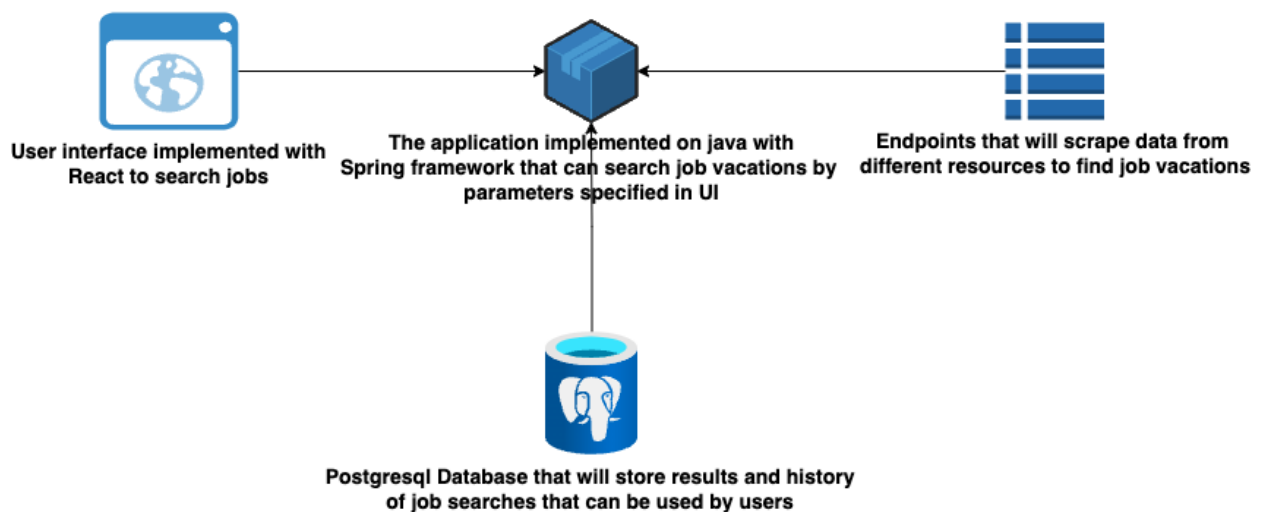 User interface implemented with
React to search jobs
The application implemented on java with
Spring framework that can search job vacations by
parameters specified in UI
Endpoints that will scrape data from
different resources to find job vacations
Postgresql Database that will store results and history
of job searches that can be used by users